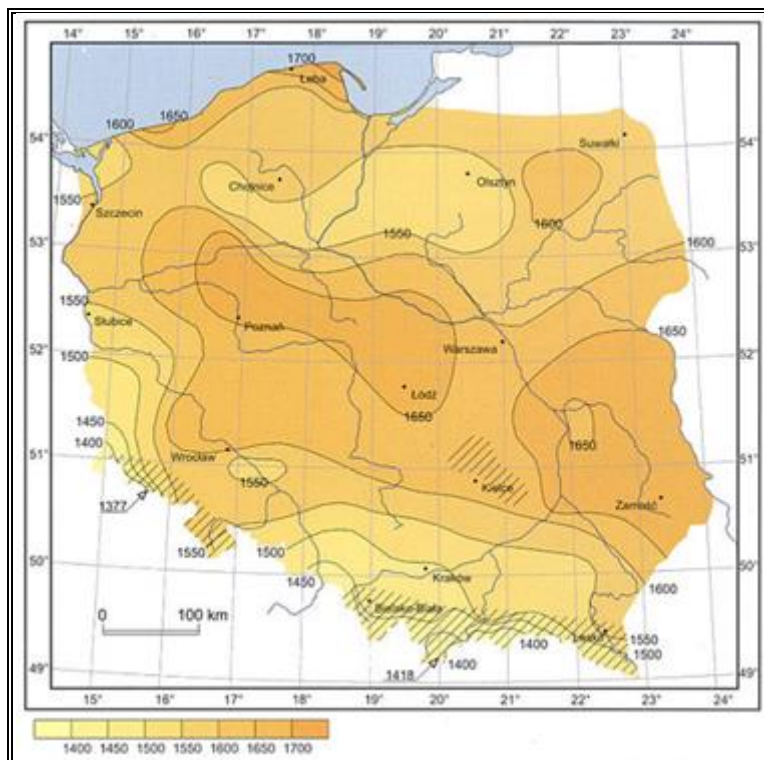 14° 15° 16° 17° 18° 19° 20° 21° 22° 23° 24°
1700
Łeba
1650
1600
54° 54°
Suwałki
Chojnice Olsztyn
1550
Szczecin
1600
1550
53° 1600 53°
1550
Słubice
Poznań
1650
Warszawa
52° 52°
1500
Łódź
1650
1450
1650
1400
51° Wrocław 51°
1550 Kielce
Zamość
1377
1550 1500
50° 50°
1450
Kraków 1600
Bielsko-Biała
0 100 km
Lesko 1550
1400
1500
49° 1400 49°
1418
15° 16° 17° 18° 19° 20° 21° 22° 23° 24°
1400 1450 1500 1550 1600 1650 1700